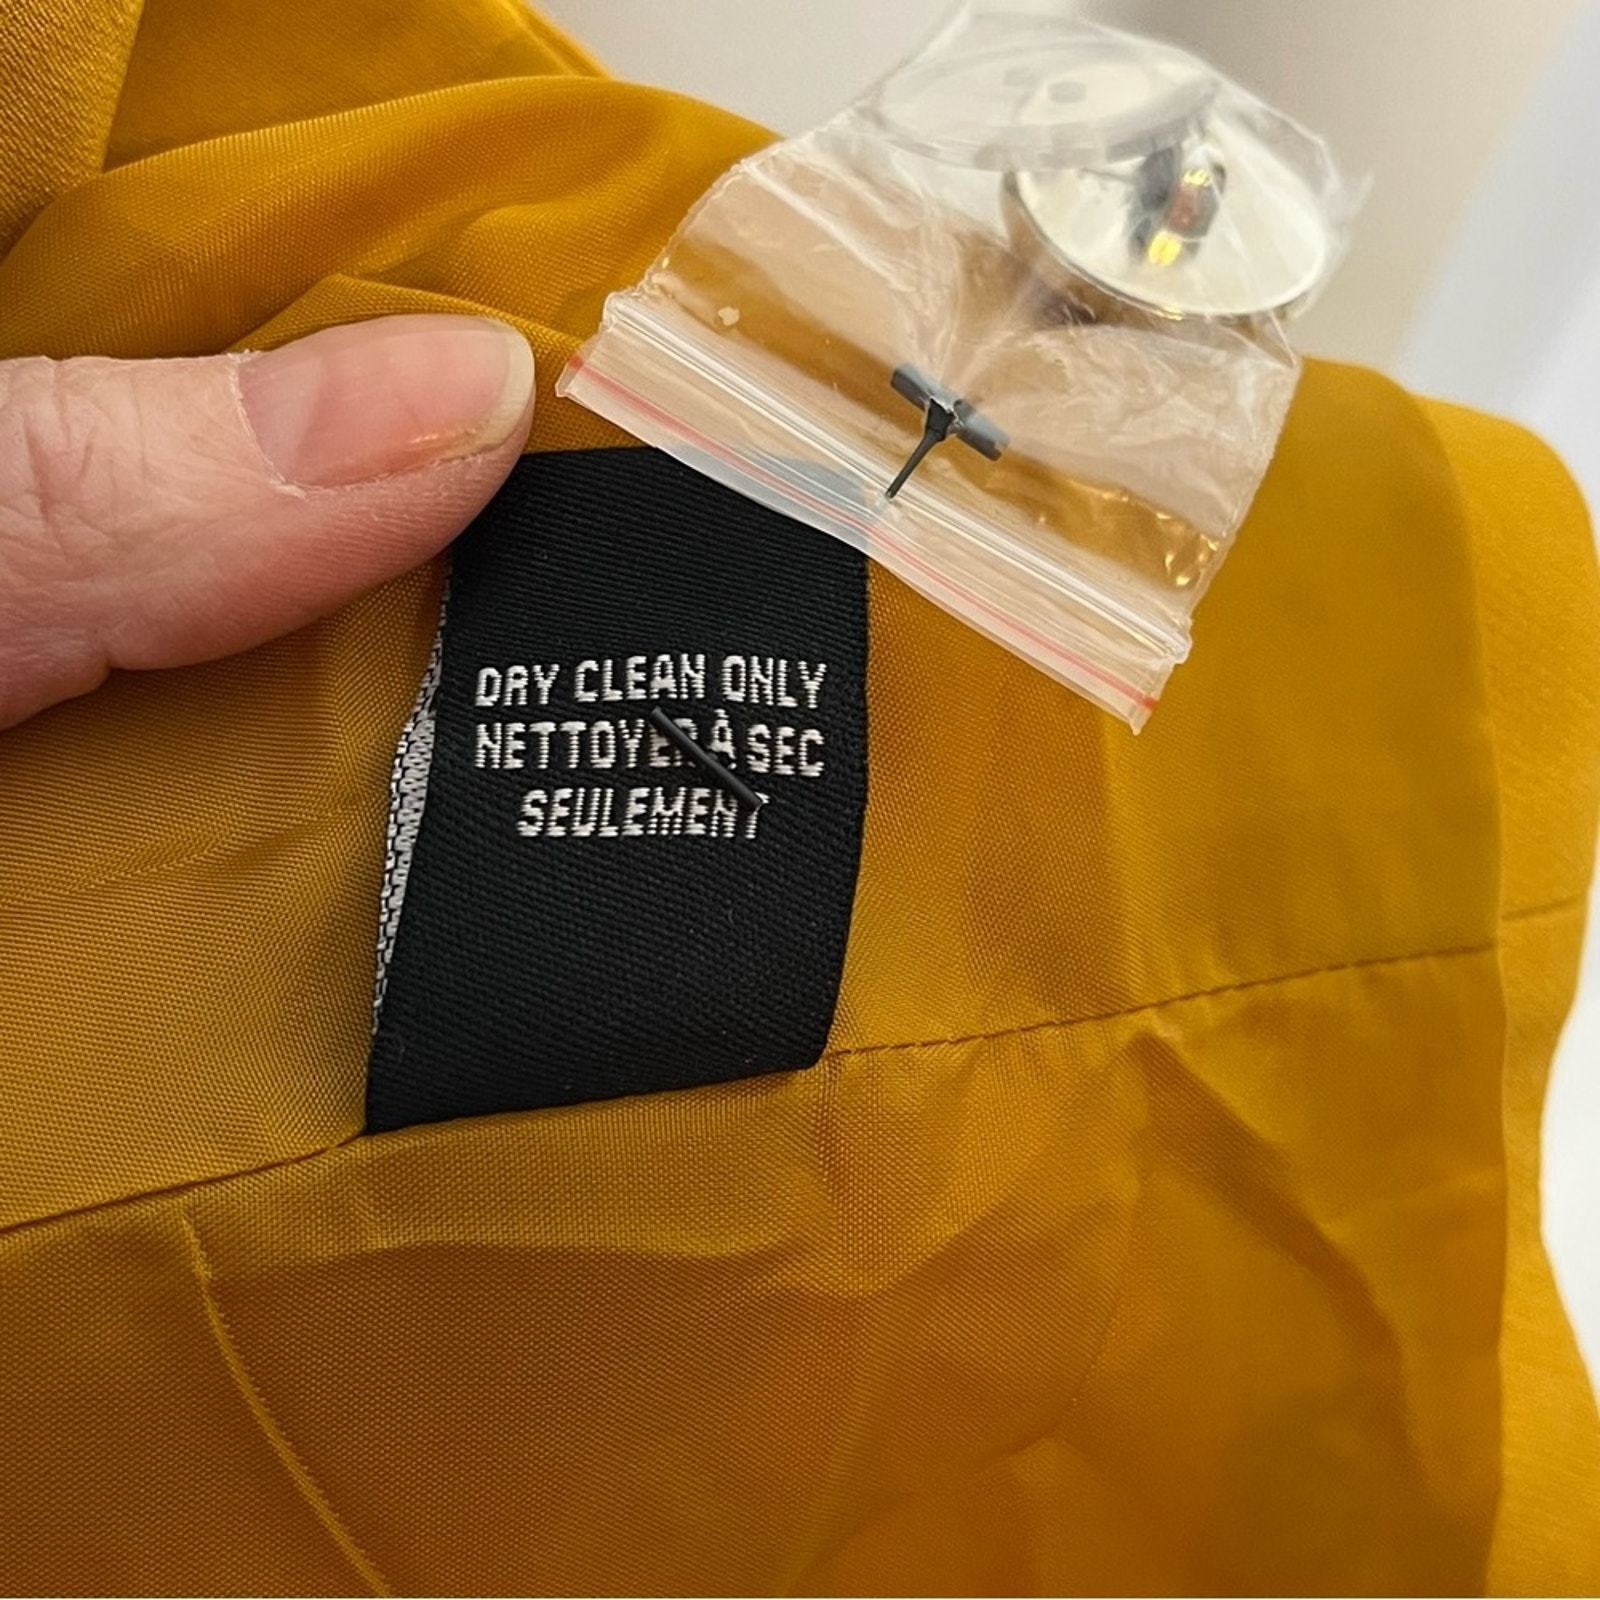 DRY CLEAN ONLY
NETTOYER À SEC
SEULEMENT